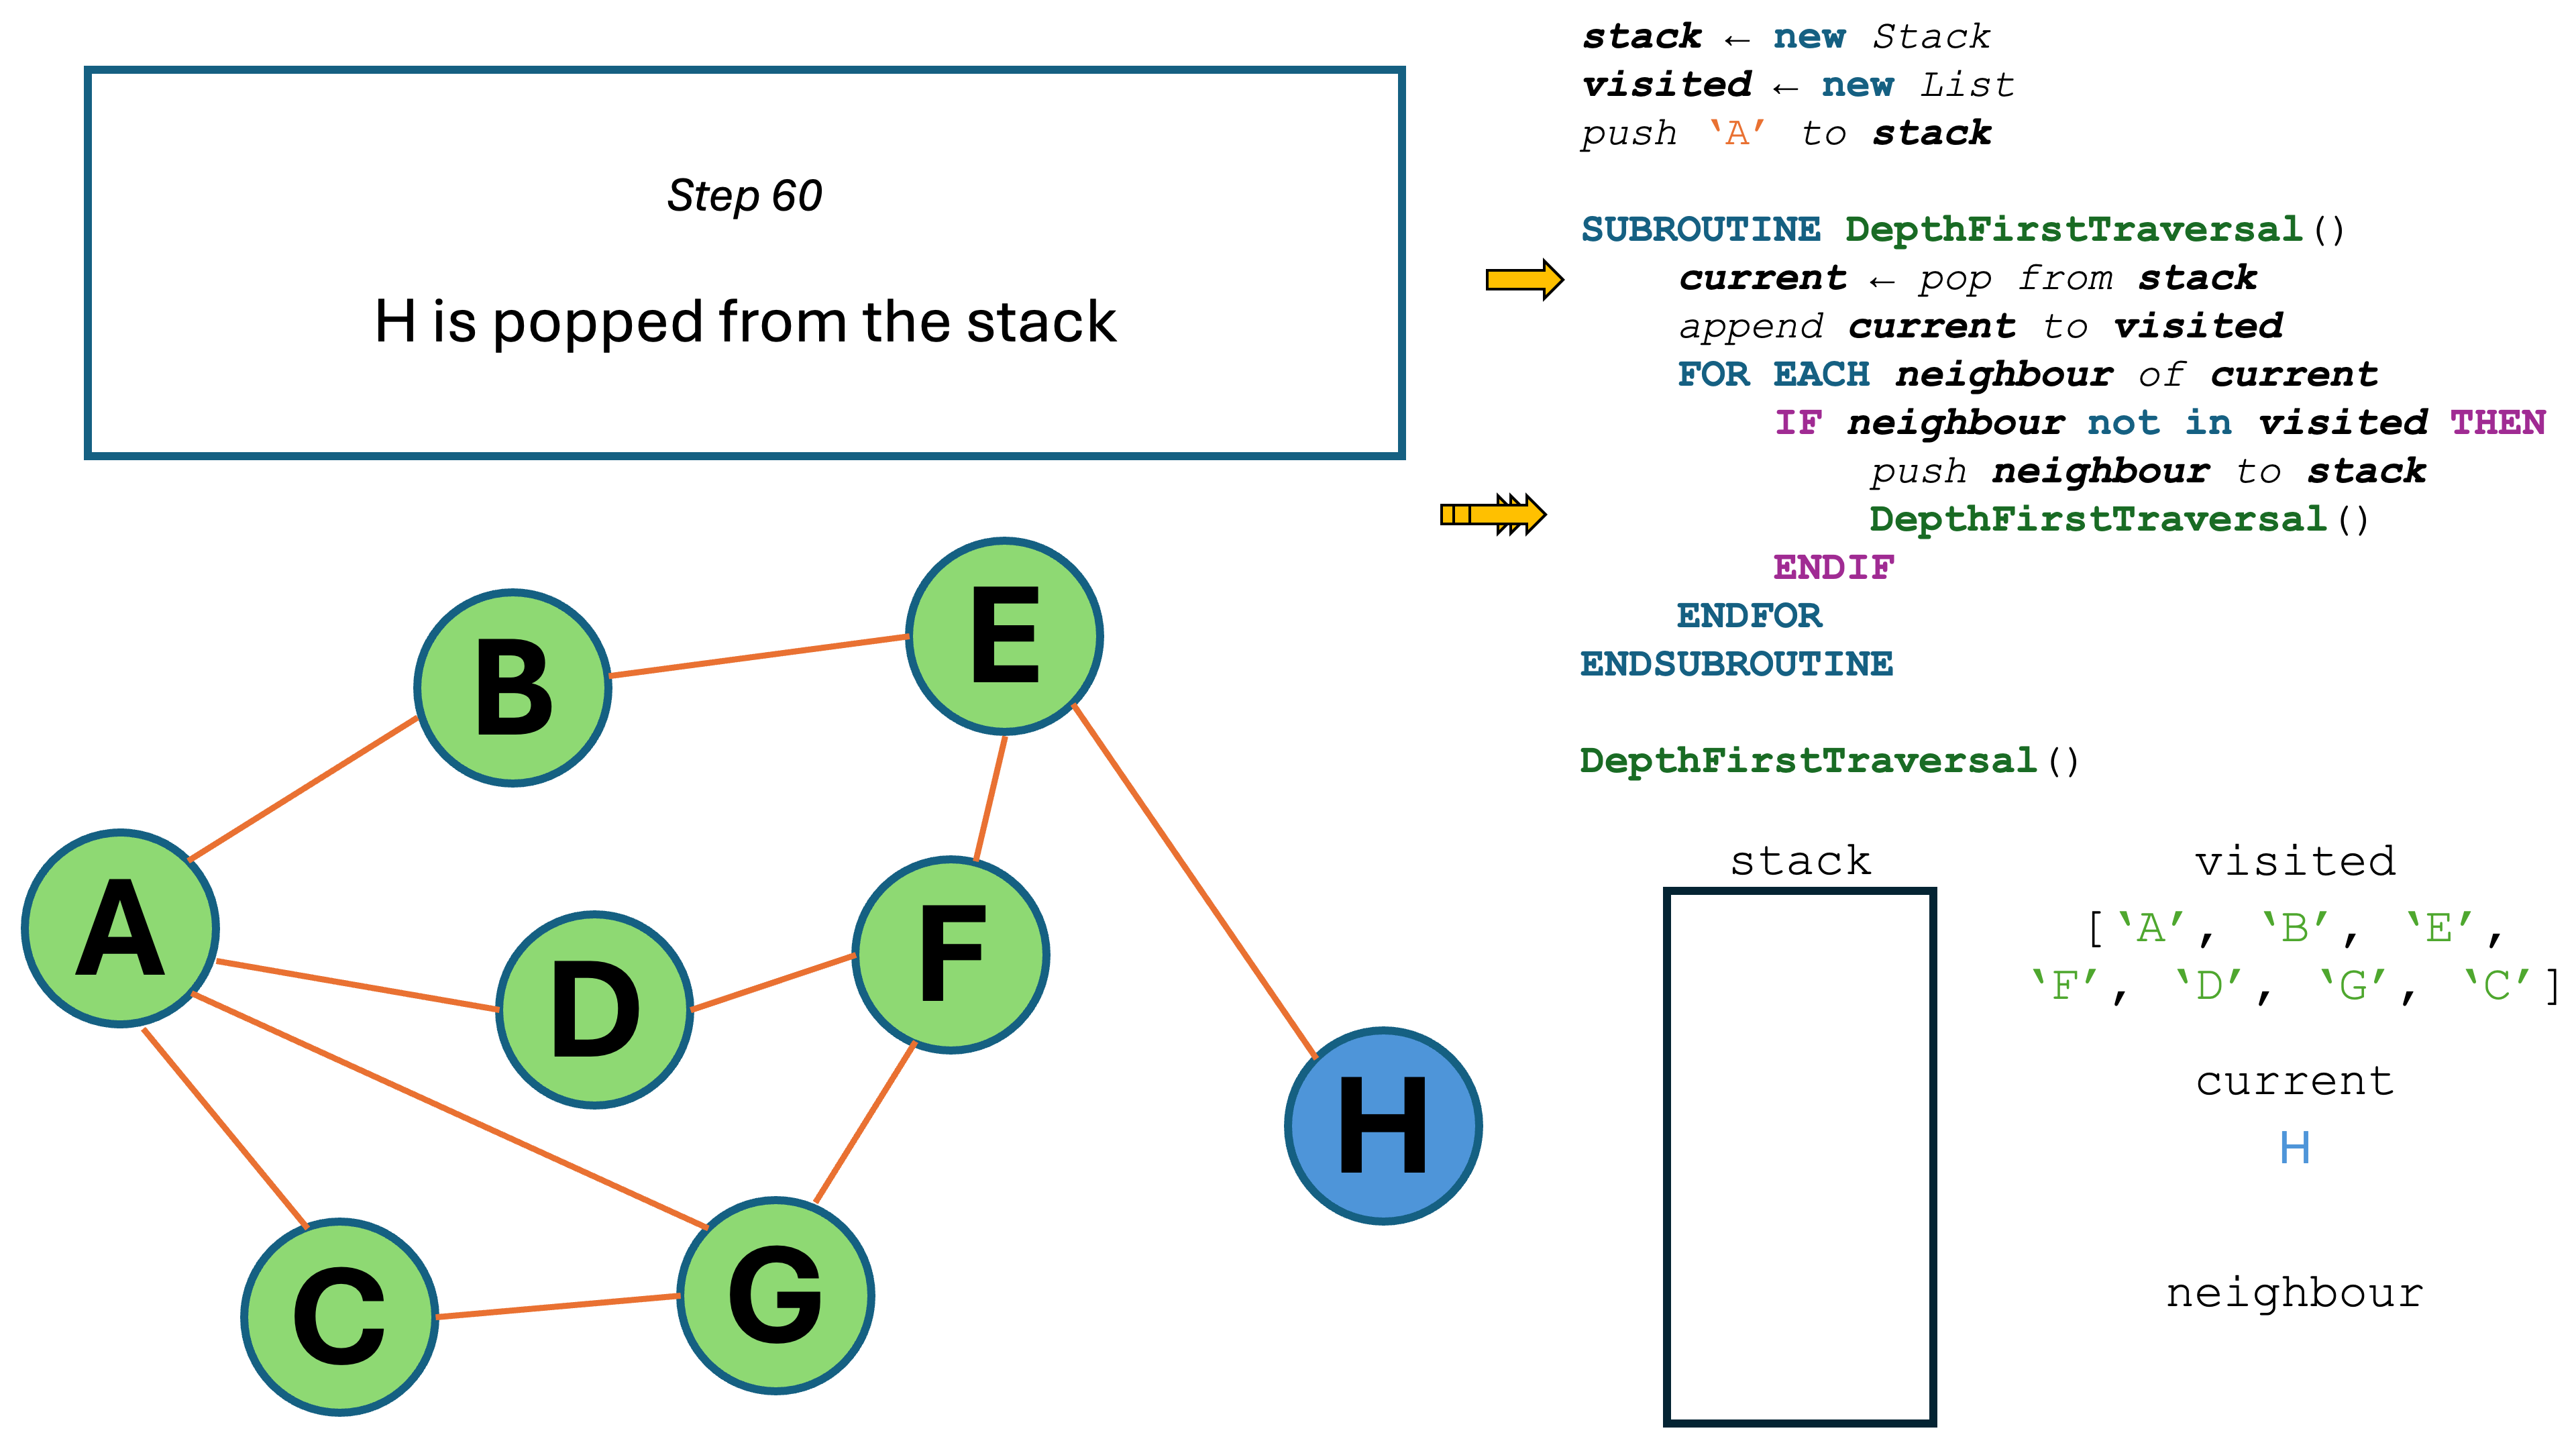 Step 60
H is popped from the stack
stack ← new Stack
visited ← new List
push ‘A’ to stack
SUBROUTINE DepthFirstTraversal()
current ← pop from stack
append current to visited
FOR EACH neighbour of current
IF neighbour not in visited THEN
push neighbour to stack
DepthFirstTraversal()
ENDIF
ENDFOR
ENDSUBROUTINE
DepthFirstTraversal()
B
E
A
D
F
H
C
G
stack
visited
[‘A’, ‘B’, ‘E’,
‘F’, ‘D’, ‘G’, ‘C’]
current
H
neighbour